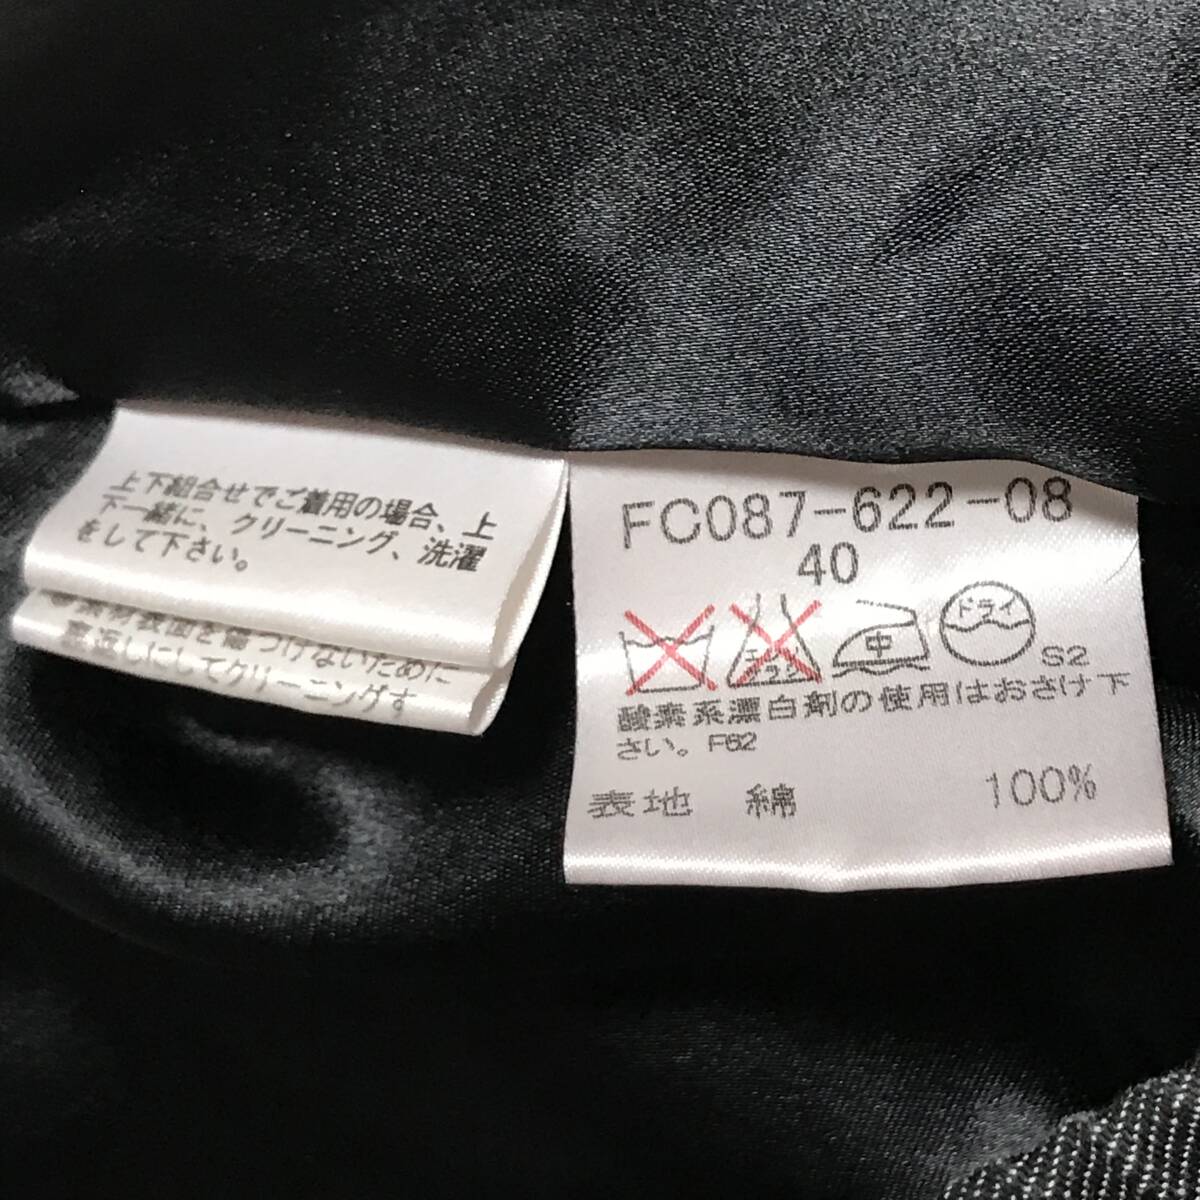 上下組合せでご着用の場合、上
下一緒に、クリーニング、洗濯
をして下さい。
素材表面を傷つけないために
裏返しにしてクリーニングす
FC087-622-08
40
エンソ
サラシ
中
ドライ
S2
酸素系漂白剤の使用はおさけ下
さい。F62
表地 綿 100%